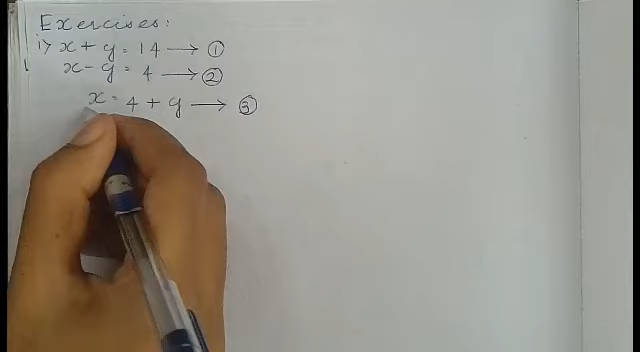 Exercises:
i) x + y = 14 → ①
x - y = 4 → ②
x = 4 + y → ③